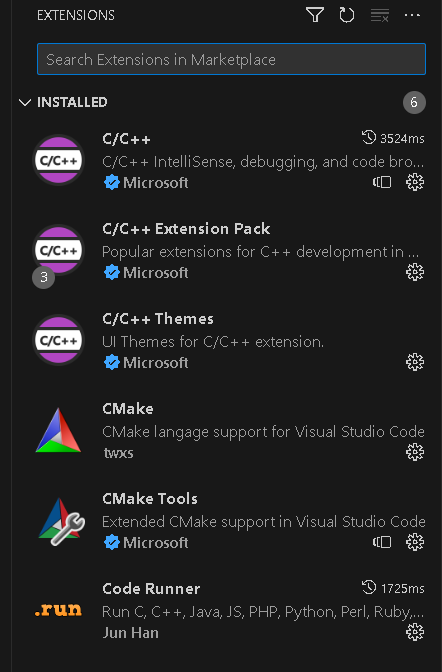 EXTENSIONS
Search Extensions in Marketplace
INSTALLED 6
C/C++ 3524ms
C/C++
C/C++ IntelliSense, debugging, and code bro...
Microsoft
C/C++ Extension Pack
C/C++
Popular extensions for C++ development in ...
3
Microsoft
C/C++ Themes
C/C++
UI Themes for C/C++ extension.
Microsoft
CMake
CMake langage support for Visual Studio Code
twxs
CMake Tools
Extended CMake support in Visual Studio Code
Microsoft
Code Runner 1725ms
.run
Run C, C++, Java, JS, PHP, Python, Perl, Ruby,...
Jun Han